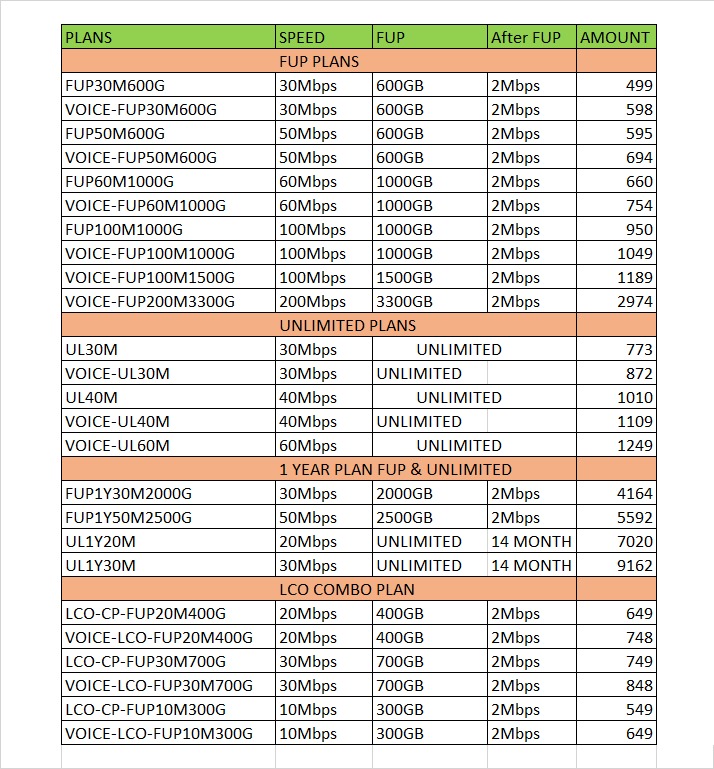 PLANS SPEED FUP After FUP AMOUNT
FUP PLANS
FUP30M600G 30Mbps 600GB 2Mbps 499
VOICE-FUP30M600G 30Mbps 600GB 2Mbps 598
FUP50M600G 50Mbps 600GB 2Mbps 595
VOICE-FUP50M600G 50Mbps 600GB 2Mbps 694
FUP60M1000G 60Mbps 1000GB 2Mbps 660
VOICE-FUP60M1000G 60Mbps 1000GB 2Mbps 754
FUP100M1000G 100Mbps 1000GB 2Mbps 950
VOICE-FUP100M1000G 100Mbps 1000GB 2Mbps 1049
VOICE-FUP100M1500G 100Mbps 1500GB 2Mbps 1189
VOICE-FUP200M3300G 200Mbps 3300GB 2Mbps 2974
UNLIMITED PLANS
UL30M 30Mbps UNLIMITED 773
VOICE-UL30M 30Mbps UNLIMITED 872
UL40M 40Mbps UNLIMITED 1010
VOICE-UL40M 40Mbps UNLIMITED 1109
VOICE-UL60M 60Mbps UNLIMITED 1249
1 YEAR PLAN FUP & UNLIMITED
FUP1Y30M2000G 30Mbps 2000GB 2Mbps 4164
FUP1Y50M2500G 50Mbps 2500GB 2Mbps 5592
UL1Y20M 20Mbps UNLIMITED 14 MONTH 7020
UL1Y30M 30Mbps UNLIMITED 14 MONTH 9162
LCO COMBO PLAN
LCO-CP-FUP20M400G 20Mbps 400GB 2Mbps 649
VOICE-LCO-FUP20M400G 20Mbps 400GB 2Mbps 748
LCO-CP-FUP30M700G 30Mbps 700GB 2Mbps 749
VOICE-LCO-FUP30M700G 30Mbps 700GB 2Mbps 848
LCO-CP-FUP10M300G 10Mbps 300GB 2Mbps 549
VOICE-LCO-FUP10M300G 10Mbps 300GB 2Mbps 649